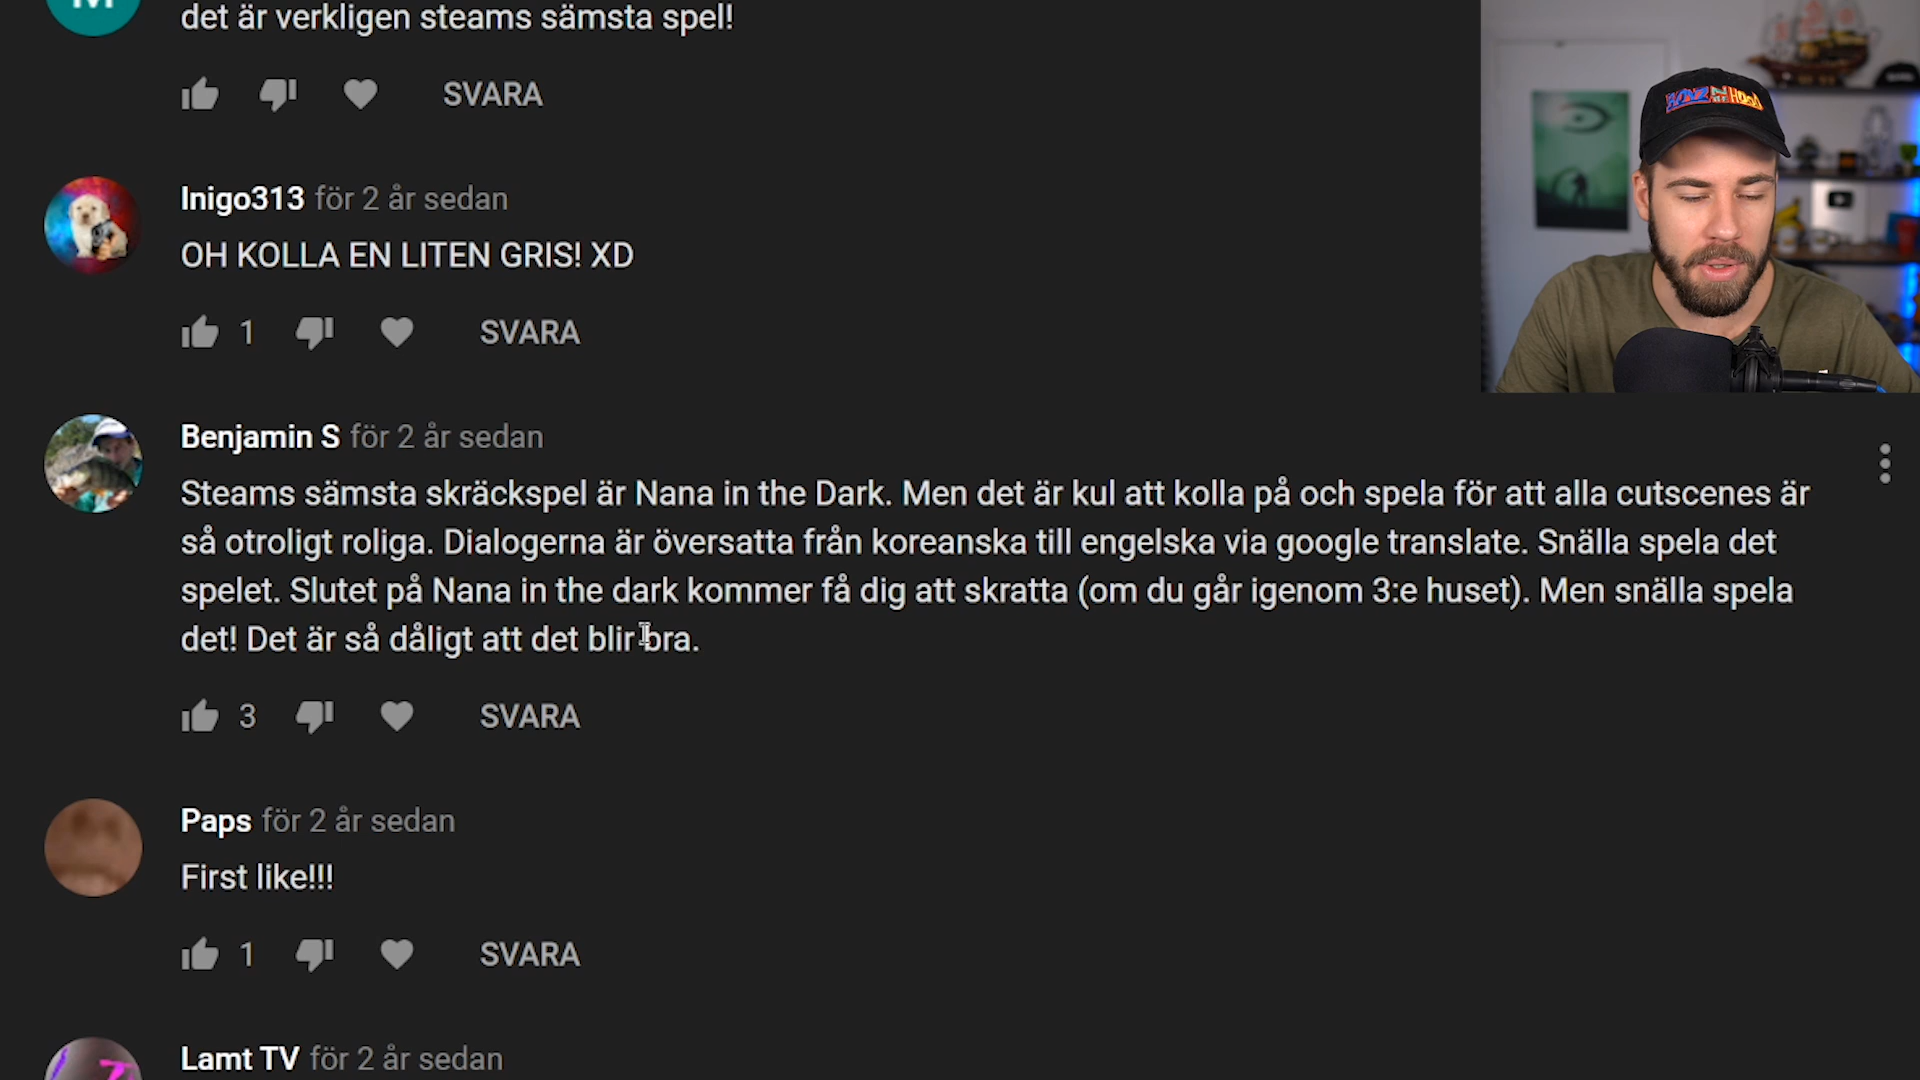 det är verkligen steams sämsta spel!
SVARA
Inigo313 för 2 år sedan
OH KOLLA EN LITEN GRIS! XD
1 SVARA
Benjamin S för 2 år sedan
Steams sämsta skräckspel är Nana in the Dark. Men det är kul att kolla på och spela för att alla cutscenes är
så otroligt roliga. Dialogerna är översatta från koreanska till engelska via google translate. Snälla spela det
spelet. Slutet på Nana in the dark kommer få dig att skratta (om du går igenom 3:e huset). Men snälla spela
det! Det är så dåligt att det blir bra.
3 SVARA
Paps för 2 år sedan
First like!!!
1 SVARA
Lamt TV för 2 år sedan